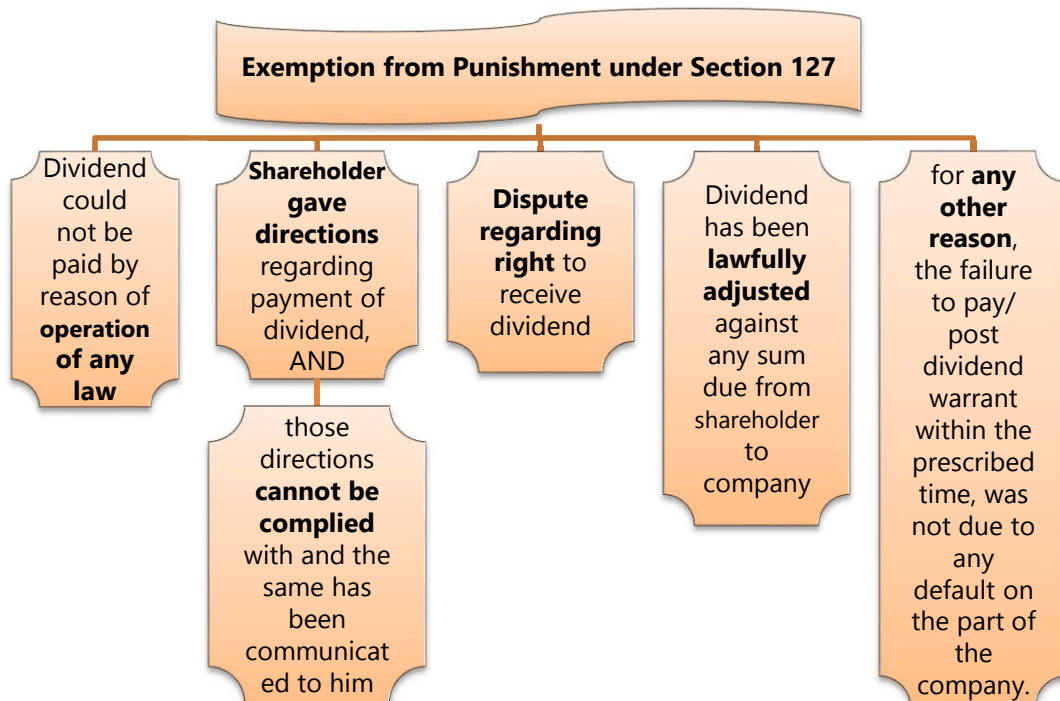 Exemption from Punishment under Section 127
Dividend
could
not be
paid by
reason of
operation
of any
law
Shareholder
gave
directions
regarding
payment of
dividend,
AND
those
directions
cannot be
complied
with and the
same has
been
communicat
ed to him
Dispute
regarding
right to
receive
dividend
Dividend
has been
lawfully
adjusted
against
any sum
due from
shareholder
to
company
for any
other
reason,
the failure
to pay/
post
dividend
warrant
within the
prescribed
time, was
not due to
any
default on
the part of
the
company.